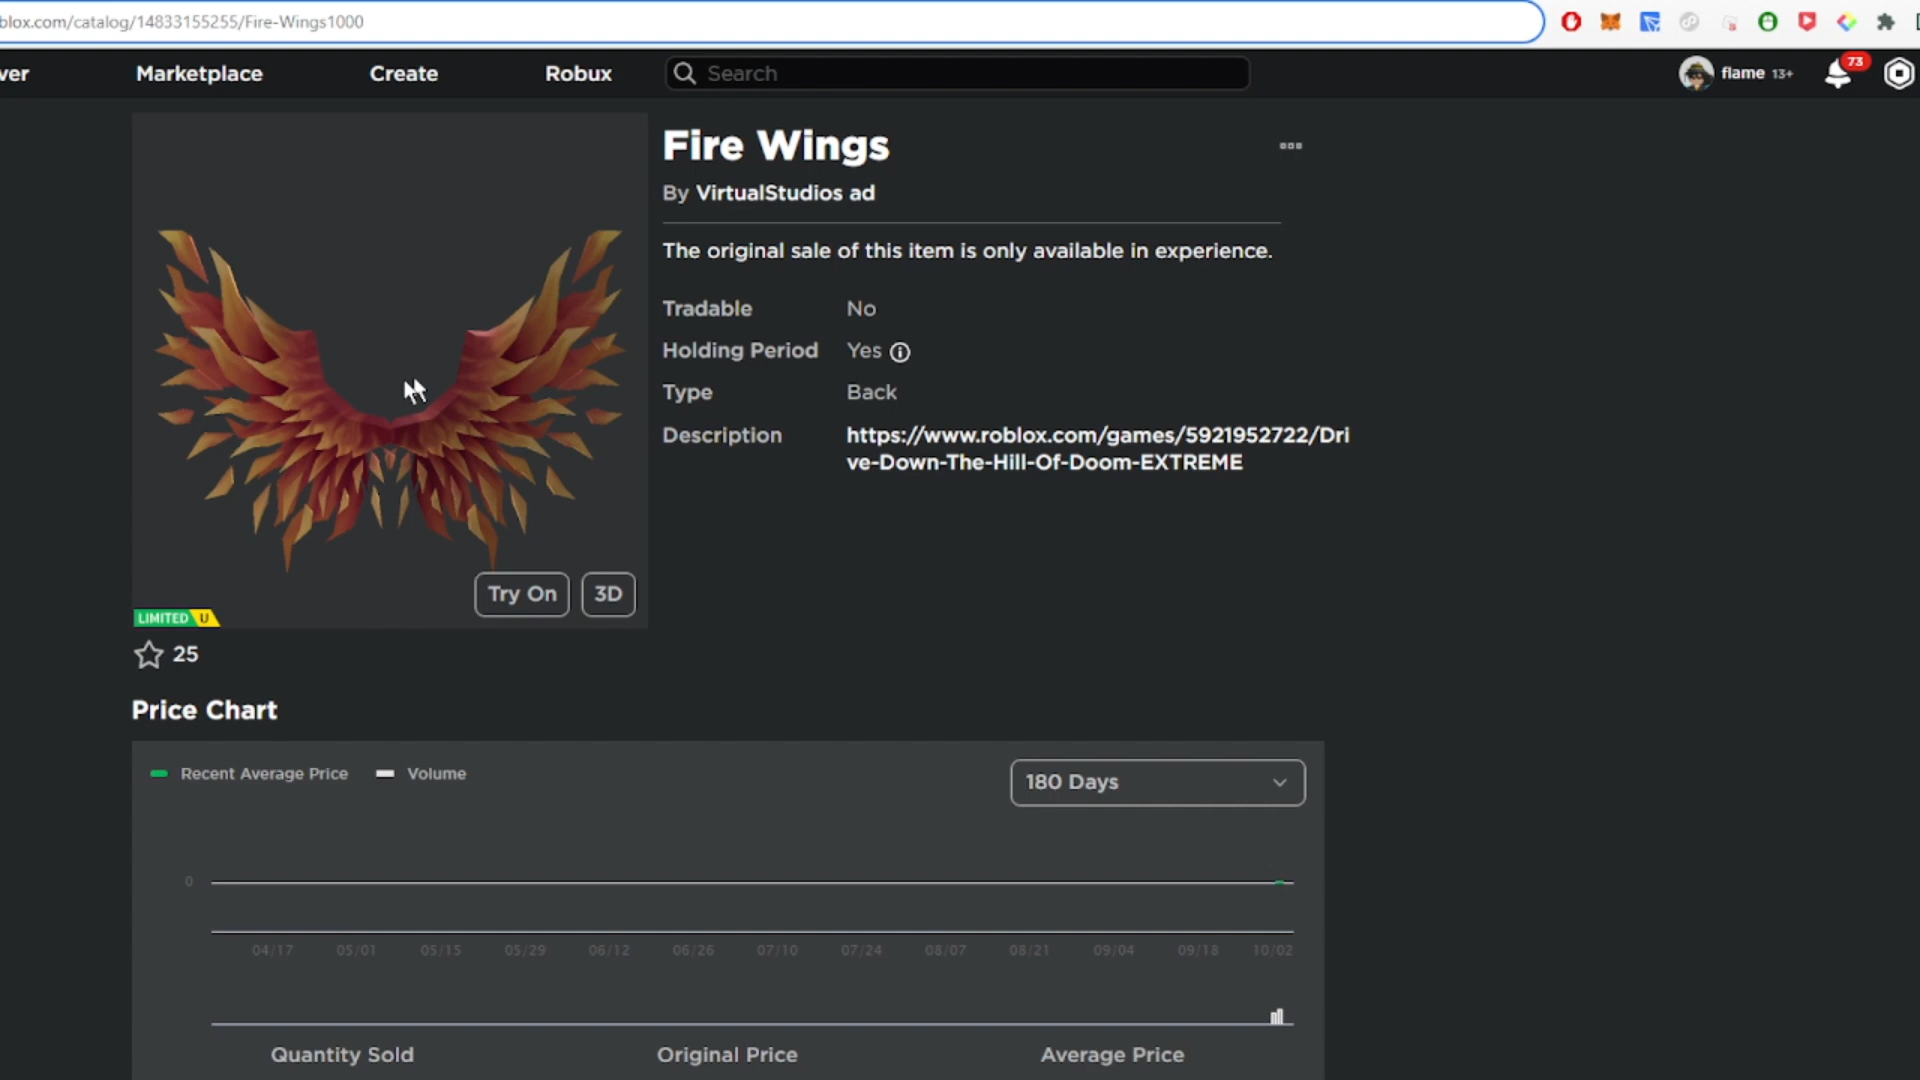 blox.com/catalog/14833155255/Fire-Wings1000
ver Marketplace Create Robux Search flame 13+ 73
Fire Wings
By VirtualStudios ad
The original sale of this item is only available in experience.
Tradable No
Holding Period Yes
Type Back
Description https://www.roblox.com/games/5921952722/Dri
ve-Down-The-Hill-Of-Doom-EXTREME
Try On 3D
LIMITED U
25
Price Chart
Recent Average Price Volume
180 Days
0
04/17 05/01 05/15 05/29 06/12 06/26 07/10 07/24 08/07 08/21 09/04 09/18 10/02
Quantity Sold Original Price Average Price